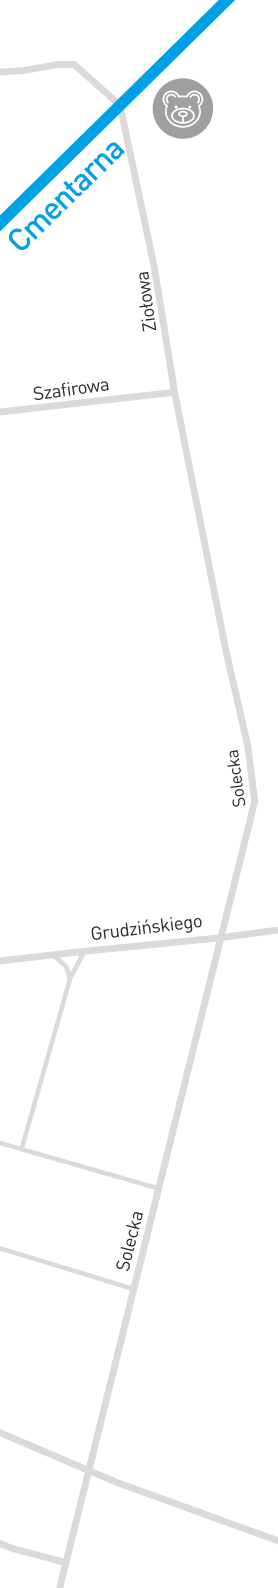 Cmentarna
Ziołowa
Szafirowa
Solecka
Grudzińskiego
Solecka